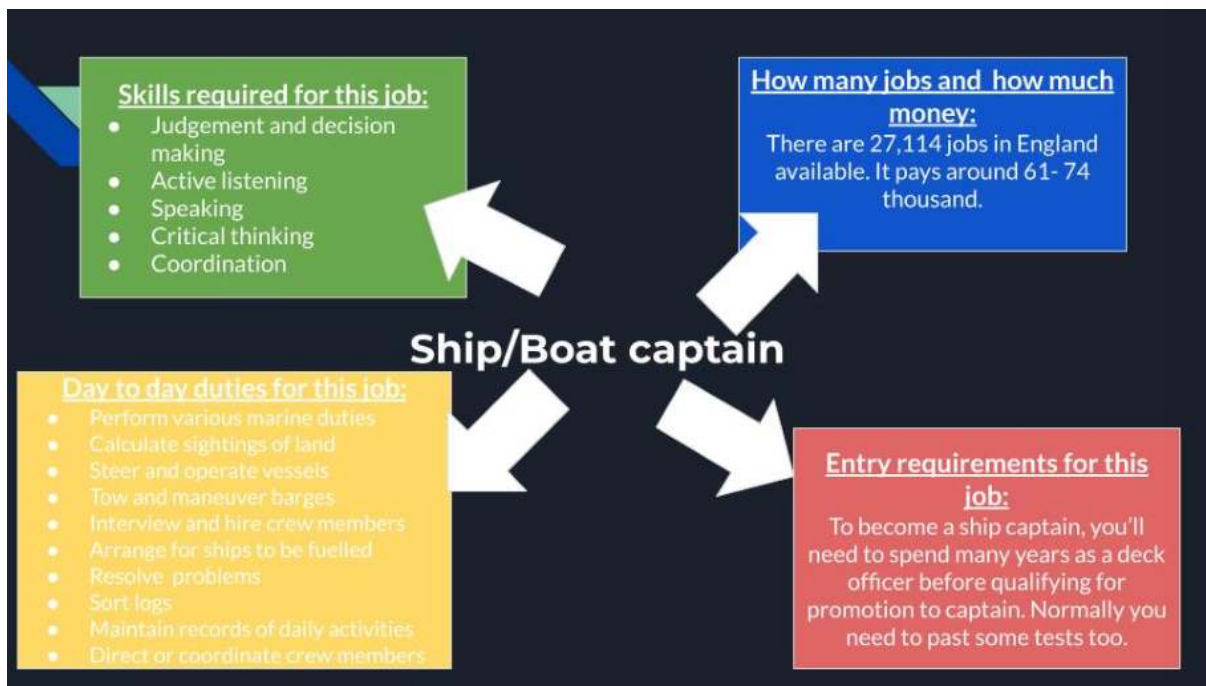 Skills required for this job:
● Judgement and decision
making
● Active listening
● Speaking
● Critical thinking
● Coordination
How many jobs and how much
money:
There are 27,114 jobs in England
available. It pays around 61- 74
thousand.
Ship/Boat captain
Day to day duties for this job:
● Perform various marine duties
● Calculate sightings of land
● Steer and operate vessels
● Tow and maneuver barges
● Interview and hire crew members
● Arrange for ships to be fuelled
● Resolve problems
● Sort logs
● Maintain records of daily activities
● Direct or coordinate crew members
Entry requirements for this
job:
To become a ship captain, you’ll
need to spend many years as a deck
officer before qualifying for
promotion to captain. Normally you
need to past some tests too.